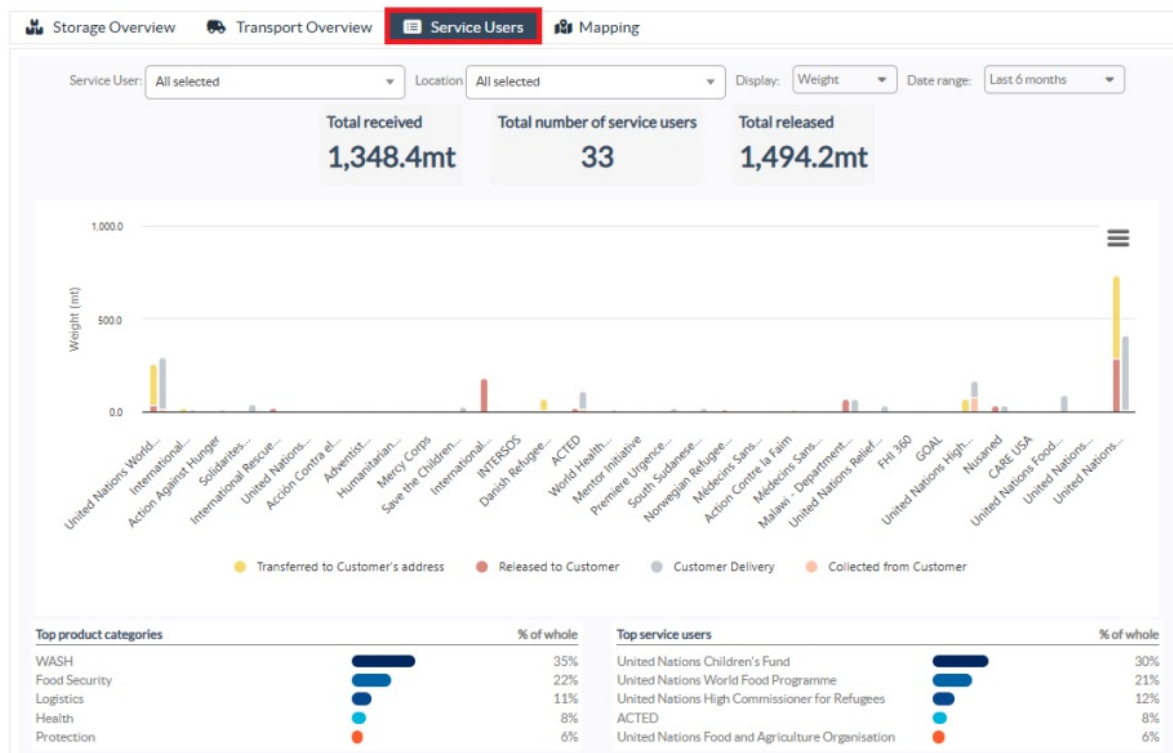 Storage Overview Transport Overview Service Users Mapping
Service User: All selected Location All selected Display: Weight Date range: Last 6 months
Total received Total number of service users Total released
1,348.4mt 33 1,494.2mt
1,000.0
500.0
0.0
Weight (mt)
United Nations World...
International...
Action Against Hunger
Solidarites...
International Rescue...
United Nations...
Acción Contra el...
Adventist...
Humanitarian...
Mercy Corps
Save the Children...
International...
INTERSOS
Danish Refugee...
ACTED
World Health...
Mentor Initiative
Premiere Urgence...
South Sudanese...
Norwegian Refugee...
Médecins Sans...
Action Contre la Faim
Médecins Sans...
Malawi - Department...
United Nations Relief...
FHI 360
GOAL
United Nations High...
Nusaned
CARE USA
United Nations Food...
United Nations...
United Nations...
Transferred to Customer's address Released to Customer Customer Delivery Collected from Customer
Top product categories % of whole
WASH 35%
Food Security 22%
Logistics 11%
Health 8%
Protection 6%
Top service users % of whole
United Nations Children's Fund 30%
United Nations World Food Programme 21%
United Nations High Commissioner for Refugees 12%
ACTED 8%
United Nations Food and Agriculture Organisation 6%